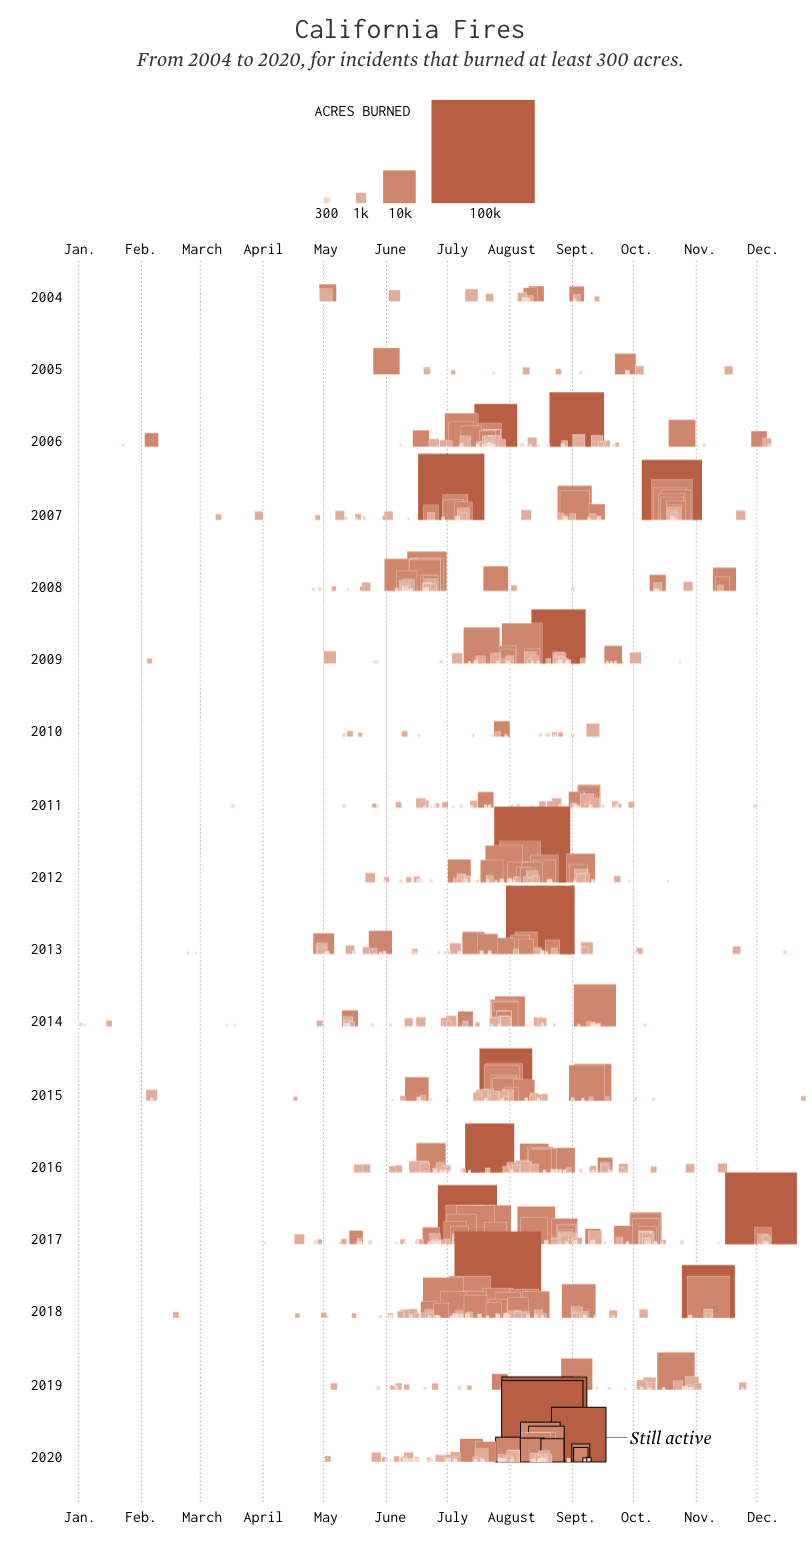 California Fires
From 2004 to 2020, for incidents that burned at least 300 acres.
ACRES BURNED
300 1k 10k 100k
Jan. Feb. March April May June July August Sept. Oct. Nov. Dec.
2004
2005
2006
2007
2008
2009
2010
2011
2012
2013
2014
2015
2016
2017
2018
2019
Still active
2020
Jan. Feb. March April May June July August Sept. Oct. Nov. Dec.